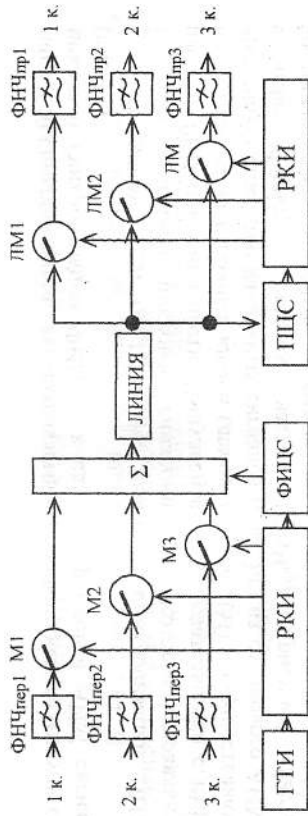 1 к.
ФНЧпер1
М1
2 к.
ФНЧпер2
М2
3 к.
ФНЧпер3
М3
ГТИ
РКИ
ФИЦС
Σ
ЛИНИЯ
ЛМ1
ФНЧпр1
1 к.
ЛМ2
ФНЧпр2
2 к.
ЛМ
ФНЧпр3
3 к.
ПЦС
РКИ